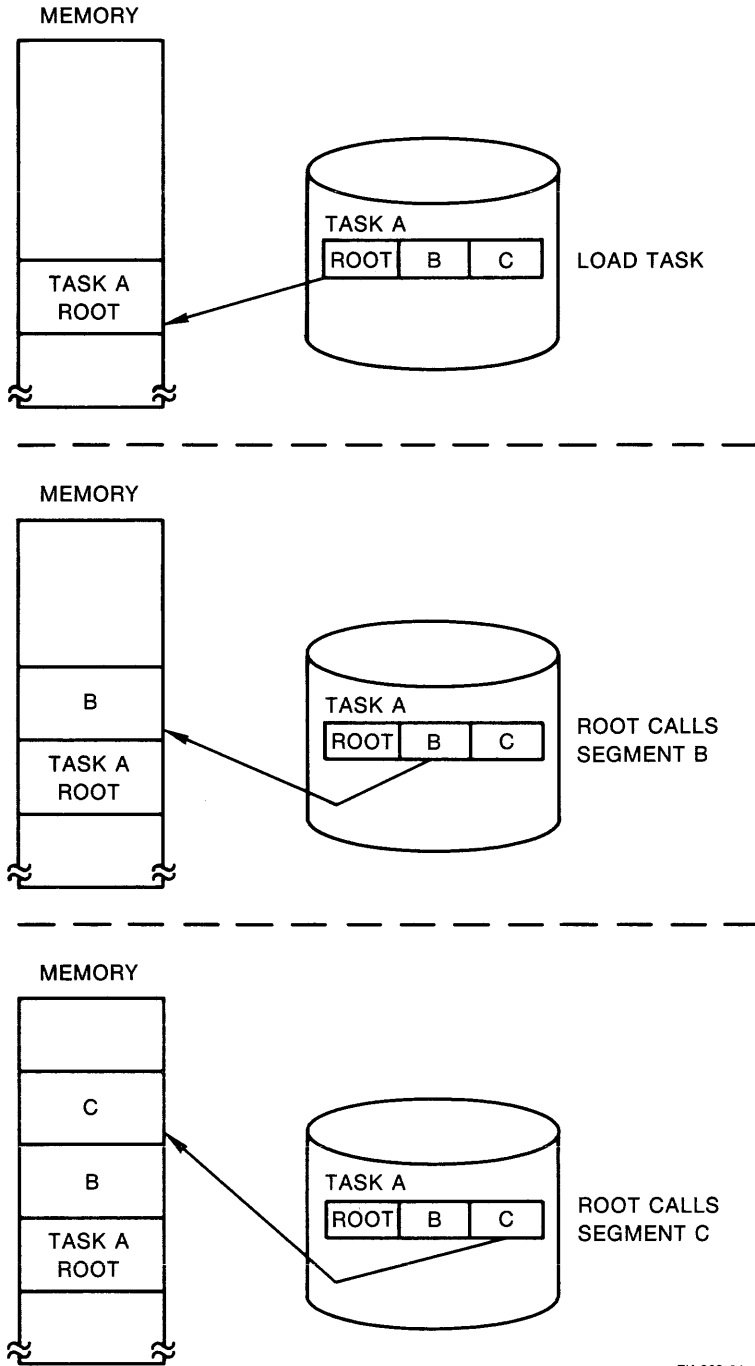 MEMORY
TASK A
ROOT B C
LOAD TASK
TASK A
ROOT
MEMORY
B
TASK A
ROOT
TASK A
ROOT B C
ROOT CALLS
SEGMENT B
MEMORY
C
B
TASK A
ROOT
TASK A
ROOT B C
ROOT CALLS
SEGMENT C